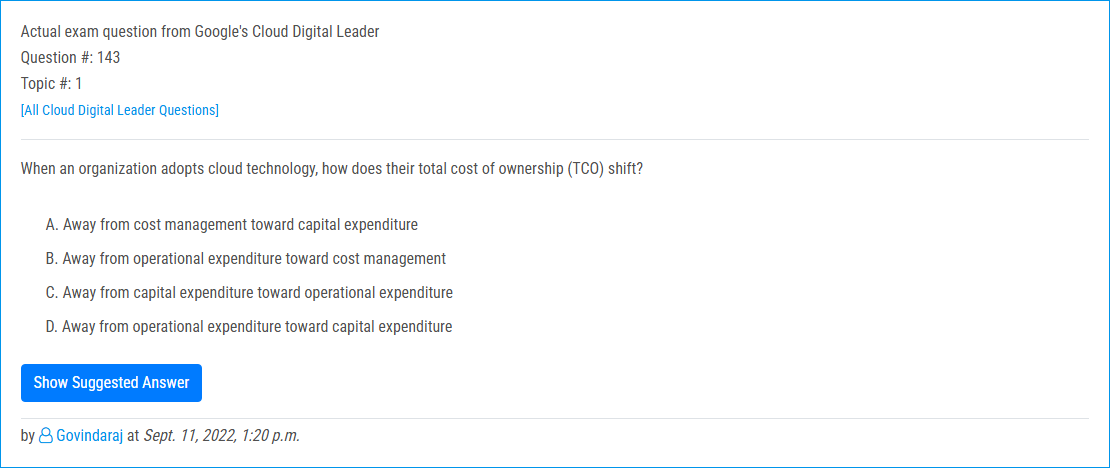 Actual exam question from Google's Cloud Digital Leader
Question #: 143
Topic #: 1
[All Cloud Digital Leader Questions]
When an organization adopts cloud technology, how does their total cost of ownership (TCO) shift?
A. Away from cost management toward capital expenditure
B. Away from operational expenditure toward cost management
C. Away from capital expenditure toward operational expenditure
D. Away from operational expenditure toward capital expenditure
Show Suggested Answer
by Govindaraj at Sept. 11, 2022, 1:20 p.m.